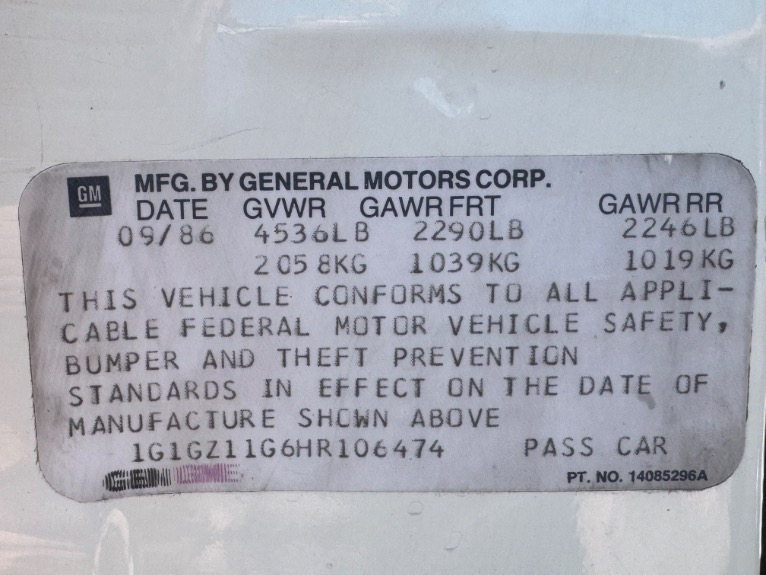 GM MFG. BY GENERAL MOTORS CORP.
DATE GVWR GAWR FRT GAWR RR
09/86 4536LB 2290LB 2246LB
2058KG 1039KG 1019KG
THIS VEHICLE CONFORMS TO ALL APPLI-
CABLE FEDERAL MOTOR VEHICLE SAFETY,
BUMPER AND THEFT PREVENTION
STANDARDS IN EFFECT ON THE DATE OF
MANUFACTURE SHOWN ABOVE
1G1GZ11G6HR106474 PASS CAR
PT. NO. 14085296A